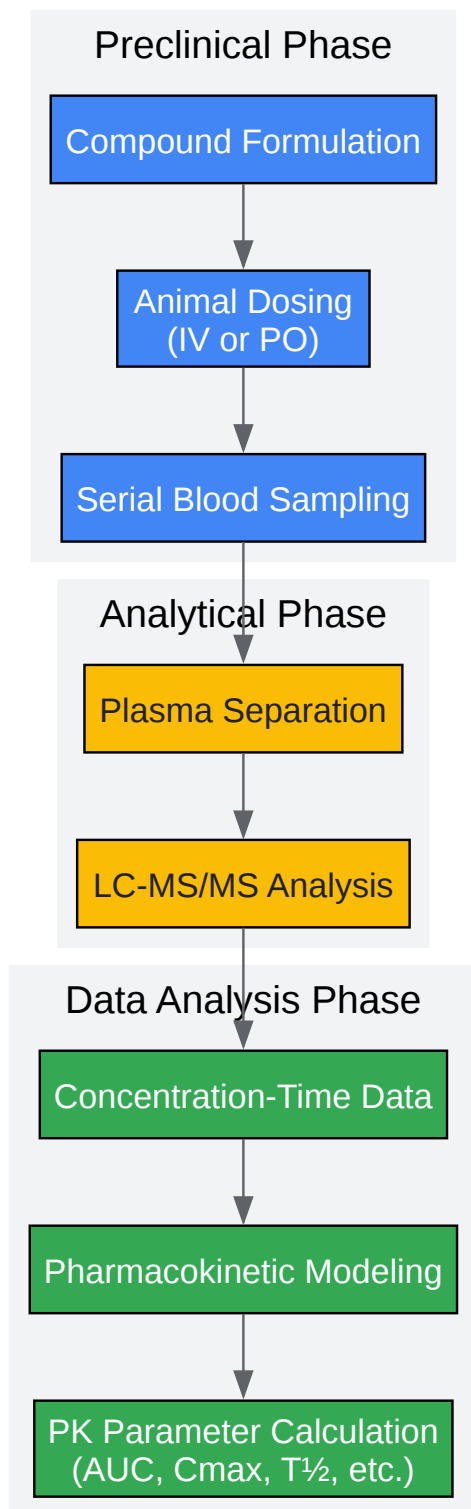 Preclinical Phase
Compound Formulation
Animal Dosing
(IV or PO)
Serial Blood Sampling
Analytical Phase
Plasma Separation
LC-MS/MS Analysis
Data Analysis Phase
Concentration-Time Data
Pharmacokinetic Modeling
PK Parameter Calculation
(AUC, Cmax, T½, etc.)